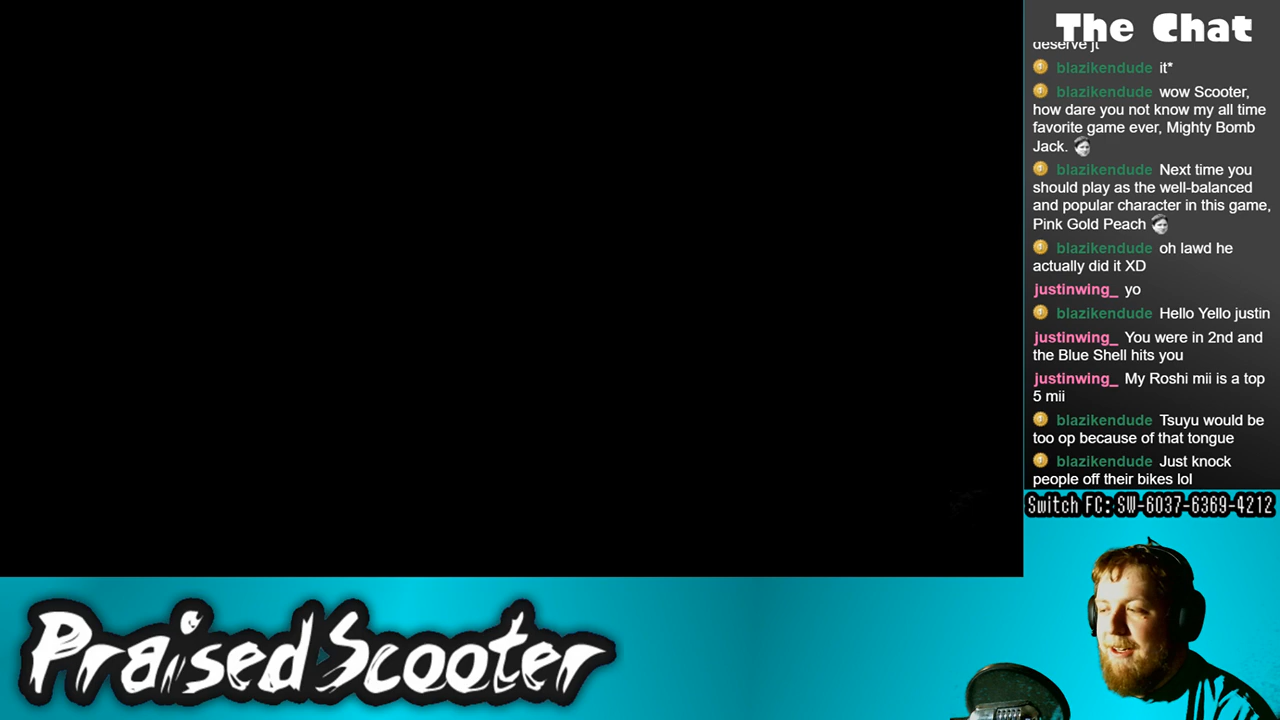 The Chat
deserve jt
blazikendude it*
blazikendude wow Scooter,
how dare you not know my all time
favorite game ever, Mighty Bomb
Jack.
blazikendude Next time you
should play as the well-balanced
and popular character in this game,
Pink Gold Peach
blazikendude oh lawd he
actually did it XD
justinwing_ yo
blazikendude Hello Yello justin
justinwing_ You were in 2nd and
the Blue Shell hits you
justinwing_ My Roshi mii is a top
5 mii
blazikendude Tsuyu would be
too op because of that tongue
blazikendude Just knock
people off their bikes lol
Switch FC: SW-6037-6369-4212
PraisedScooter